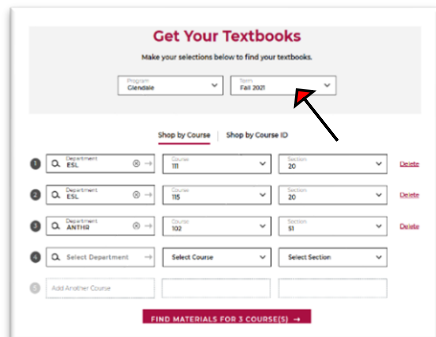 Get Your Textbooks
Make your selections below to find your textbooks.
Program Term
Glendale Fall 2021
Shop by Course Shop by Course ID
Department Course Section
1 ESL 111 20 Delete
Department Course Section
2 ESL 115 20 Delete
Department Course Section
3 ANTHR 102 51 Delete
4 Select Department Select Course Select Section
5 Add Another Course
FIND MATERIALS FOR 3 COURSE(S) →